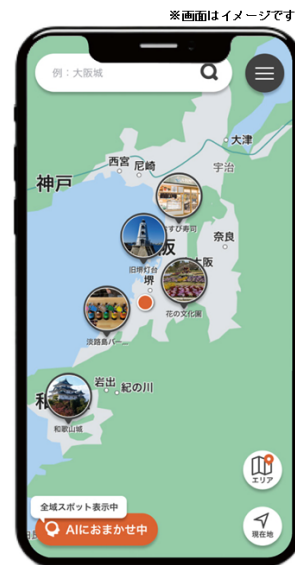 ※画面はイメージです
例：大阪城
大津
西宮 尼崎
宇治
神戸
すび寿司
奈良
阪
大阪
旧堺灯台
堺
花の文化園
淡路島パー...
岩出 紀の川
和
和歌山城
エリア
全域スポット表示中
AIにおまかせ中
現在地